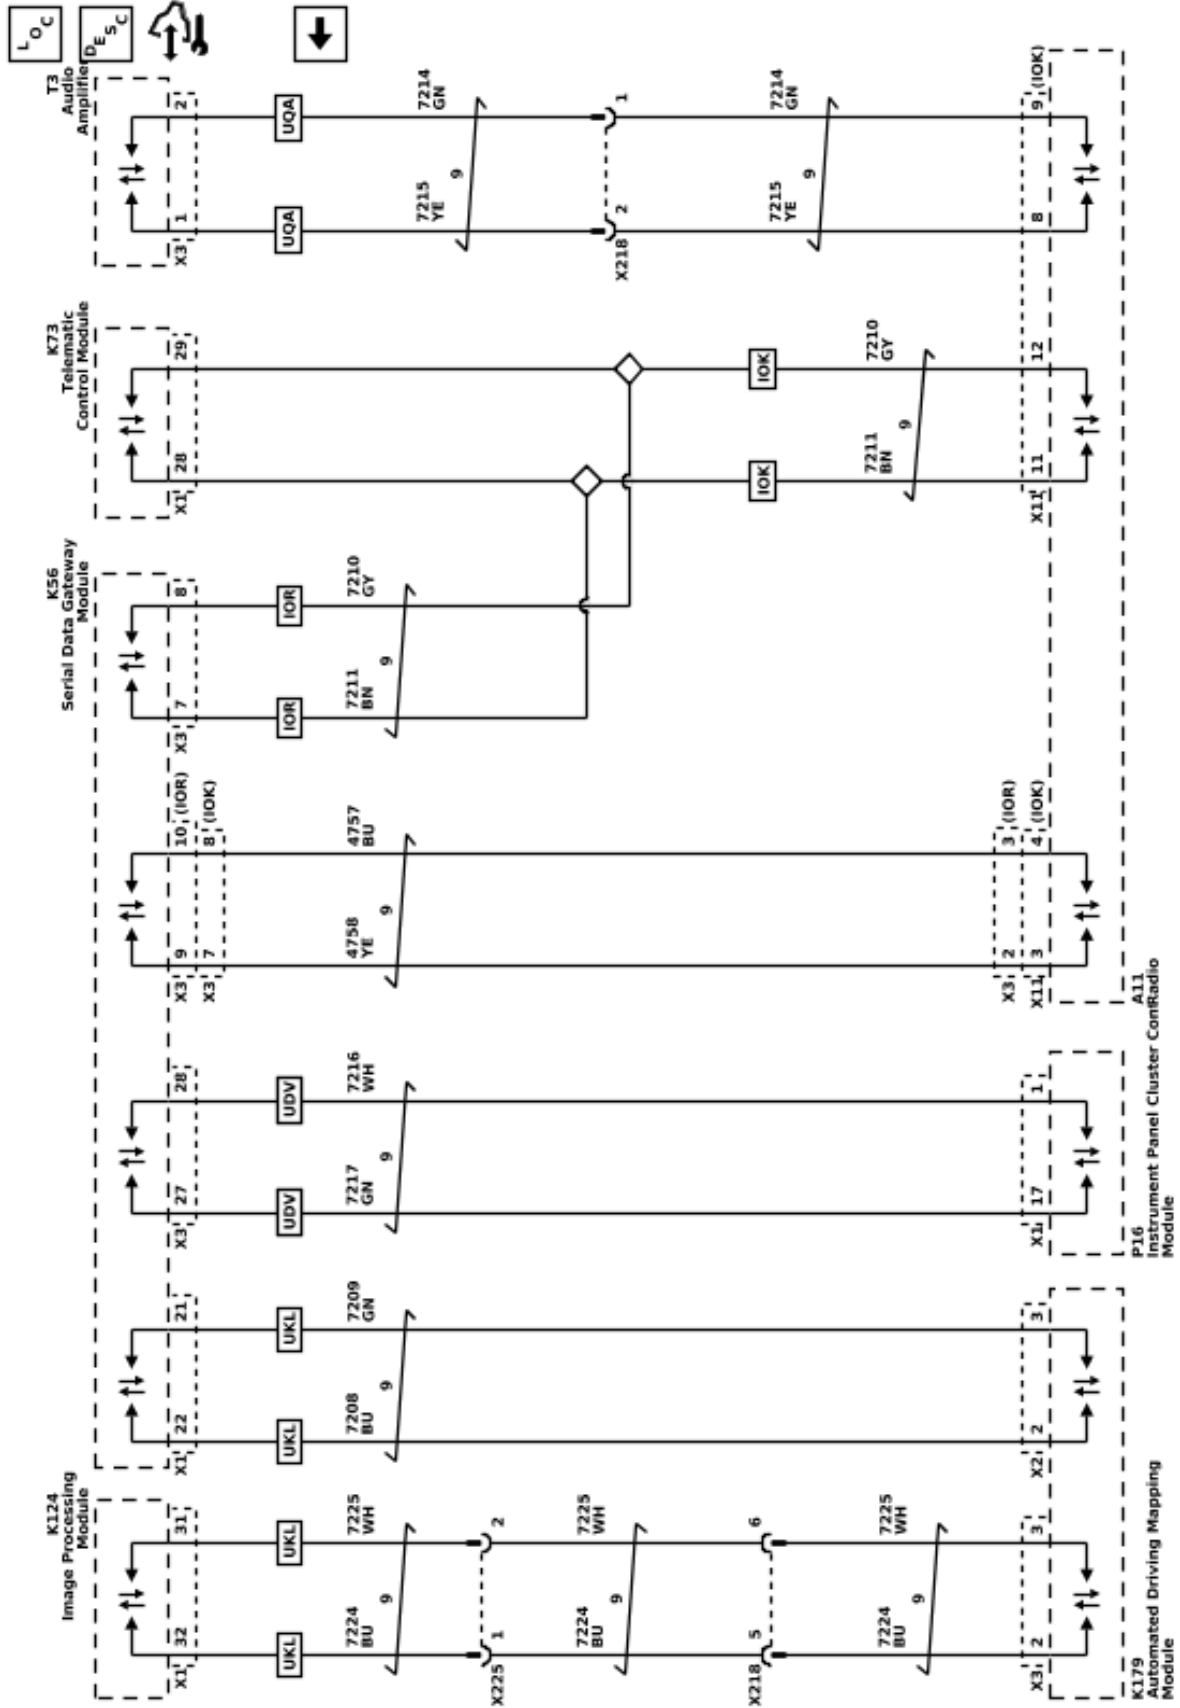 LOC
DESC
K124
Image Processing
Module
32
31
X1
UKL
UKL
7224
BU
7225
WH
9
1
2
X225
7224
BU
7225
WH
9
5
6
X218
7224
BU
7225
WH
9
2
3
X3
K179
Automated Driving Mapping
Module
K56
Serial Data Gateway
Module
22
21
X1
UKL
UKL
7208
BU
7209
GN
9
2
3
X2
27
28
X3
UDV
UDV
7217
GN
7216
WH
9
17
1
X1
P16
Instrument Panel Cluster Cont
Module
9
10
(IOR)
X3
7
8
(IOK)
X3
4758
YE
4757
BU
9
2
3
(IOR)
X3
3
4
(IOK)
X11
A11
Radio
7
8
X3
IOR
IOR
7211
BN
7210
GY
9
K73
Telematic
Control Module
28
29
X1
IOK
IOK
7211
BN
7210
GY
9
11
12
X11
T3
Audio
Amplifier
1
2
X3
UQA
UQA
7215
YE
7214
GN
9
2
1
X218
7215
YE
7214
GN
9
8
9
(IOK)